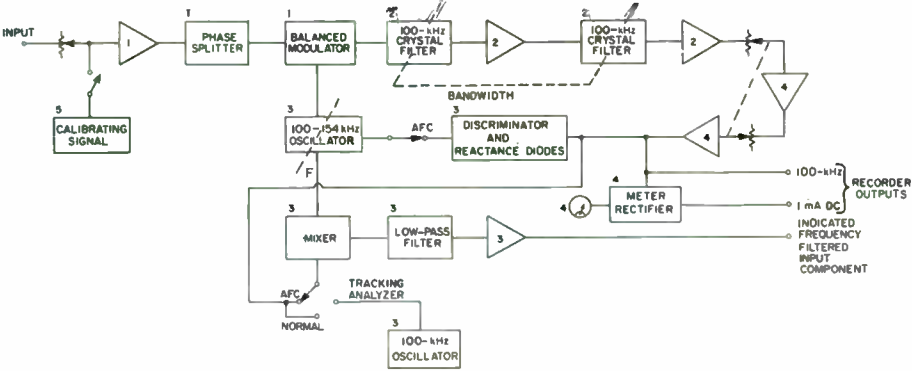 INPUT
1
1
PHASE
SPLITTER
1
BALANCED
MODULATOR
2
100-kHz
CRYSTAL
FILTER
2
2
100-kHz
CRYSTAL
FILTER
2
4
BANDWIDTH
5
CALIBRATING
SIGNAL
3
100-154 kHz
OSCILLATOR
F
AFC
3
DISCRIMINATOR
AND
REACTANCE DIODES
4
4
4
METER
RECTIFIER
100-kHz
1 mA DC
RECORDER
OUTPUTS
3
MIXER
3
LOW-PASS
FILTER
3
INDICATED
FREQUENCY
FILTERED
INPUT
COMPONENT
AFC
NORMAL
TRACKING
ANALYZER
3
100-kHz
OSCILLATOR